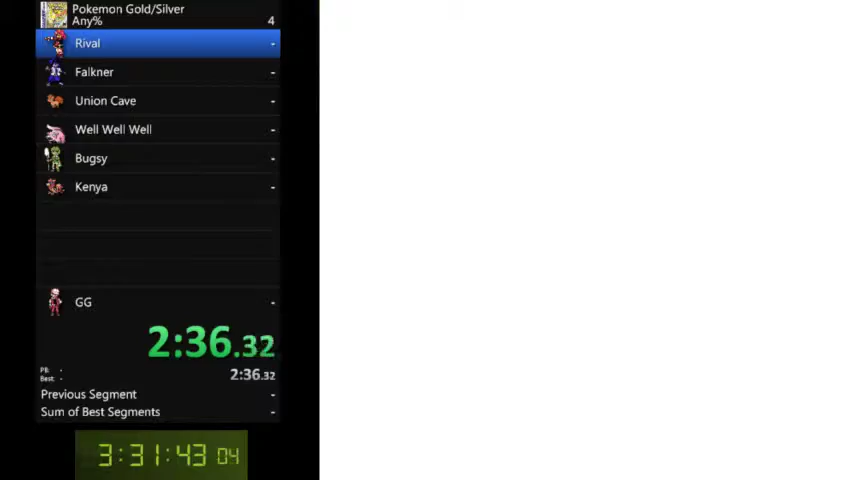 Pokemon Gold/Silver
Any% 4
Rival -
Falkner -
Union Cave -
Well Well Well -
Bugsy -
Kenya -
GG -
2:36.32
PB: -
Best: - 2:36.32
Previous Segment -
Sum of Best Segments -
3:31:43 04